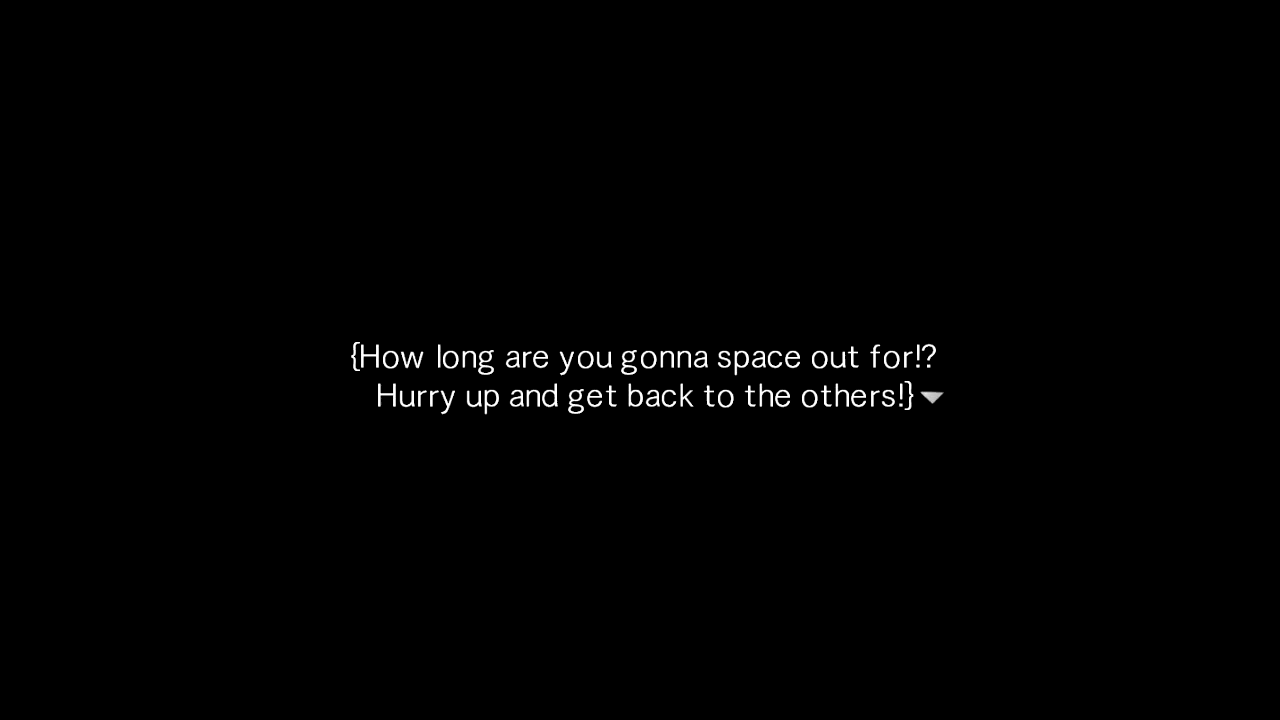 {How long are you gonna space out for!?
Hurry up and get back to the others!}